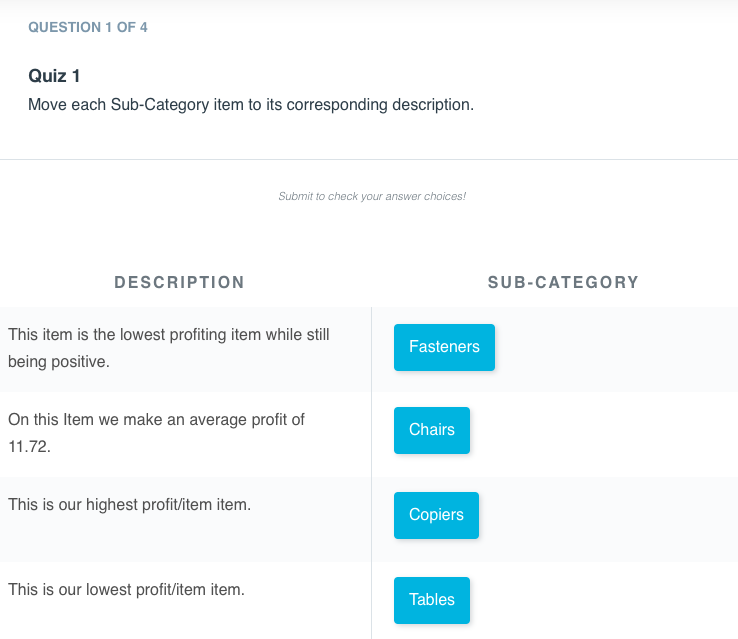 QUESTION 1 OF 4
Quiz 1
Move each Sub-Category item to its corresponding description.
Submit to check your answer choices!
DESCRIPTION
SUB-CATEGORY
This item is the lowest profiting item while still
being positive.
Fasteners
On this Item we make an average profit of
11.72.
Chairs
This is our highest profit/item item.
Copiers
This is our lowest profit/item item.
Tables